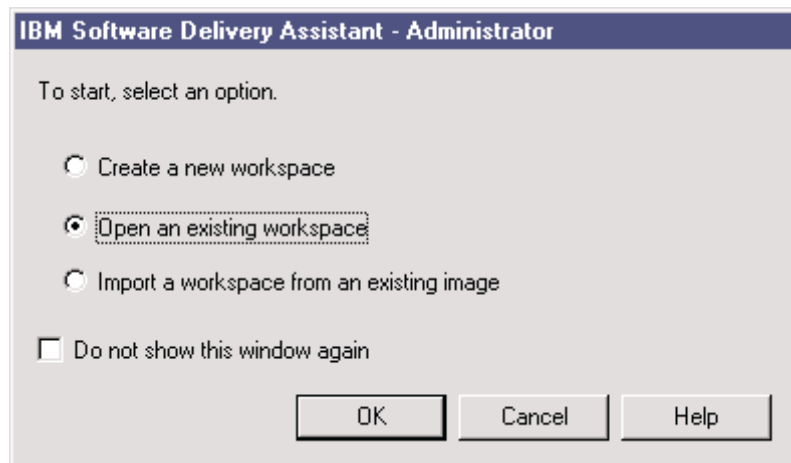 IBM Software Delivery Assistant - Administrator
To start, select an option.
Create a new workspace
Open an existing workspace
Import a workspace from an existing image
Do not show this window again
OK Cancel Help